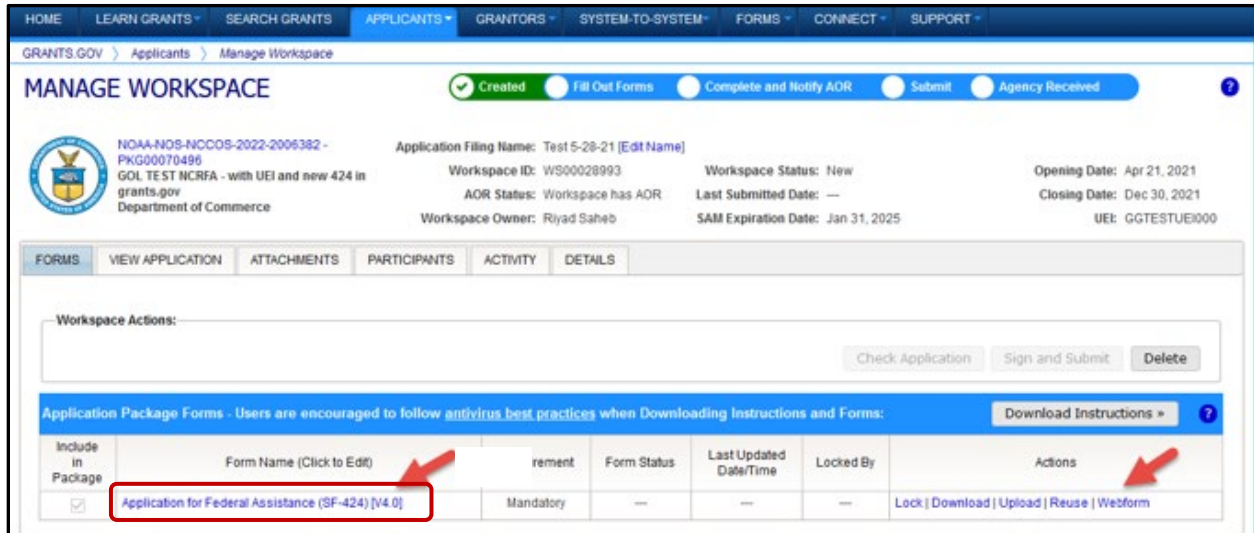 HOME LEARN GRANTS SEARCH GRANTS APPLICANTS GRANTORS SYSTEM-TO-SYSTEM FORMS CONNECT SUPPORT
GRANTS.GOV 〉 Applicants 〉 Manage Workspace
MANAGE WORKSPACE
Created Fill Out Forms Complete and Notify AOR Submit Agency Received ?
NOAA-NOS-NCCOS-2022-2006382 -
PKG00070496
GOL TEST NCRFA - with UEI and new 424 in
grants.gov
Department of Commerce
Application Filing Name: Test 5-28-21 [Edit Name]
Workspace ID: WS00028993 Workspace Status: New Opening Date: Apr 21, 2021
AOR Status: Workspace has AOR Last Submitted Date: --- Closing Date: Dec 30, 2021
Workspace Owner: Riyad Saheb SAM Expiration Date: Jan 31, 2025 UEI: GGTESTUEI000
FORMS VIEW APPLICATION ATTACHMENTS PARTICIPANTS ACTIVITY DETAILS
Workspace Actions:
Check Application Sign and Submit Delete
Application Package Forms - Users are encouraged to follow antivirus best practices when Downloading Instructions and Forms: Download Instructions » ?
Include
in
Package
Form Name (Click to Edit) rement Form Status Last Updated
Date/Time Locked By Actions
Application for Federal Assistance (SF-424) [V4.0] Mandatory --- --- --- Lock | Download | Upload | Reuse | Webform